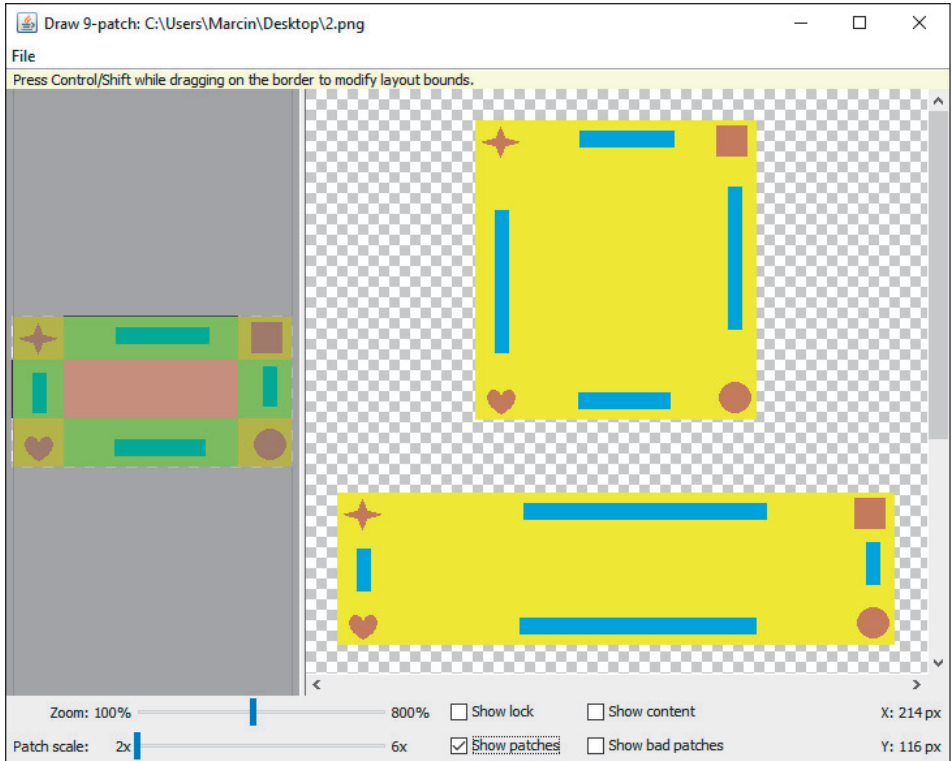 Draw 9-patch: C:\Users\Marcin\Desktop\2.png
File
Press Control/Shift while dragging on the border to modify layout bounds.
Zoom: 100% 800% Show lock Show content X: 214 px
Patch scale: 2x 6x Show patches Show bad patches Y: 116 px